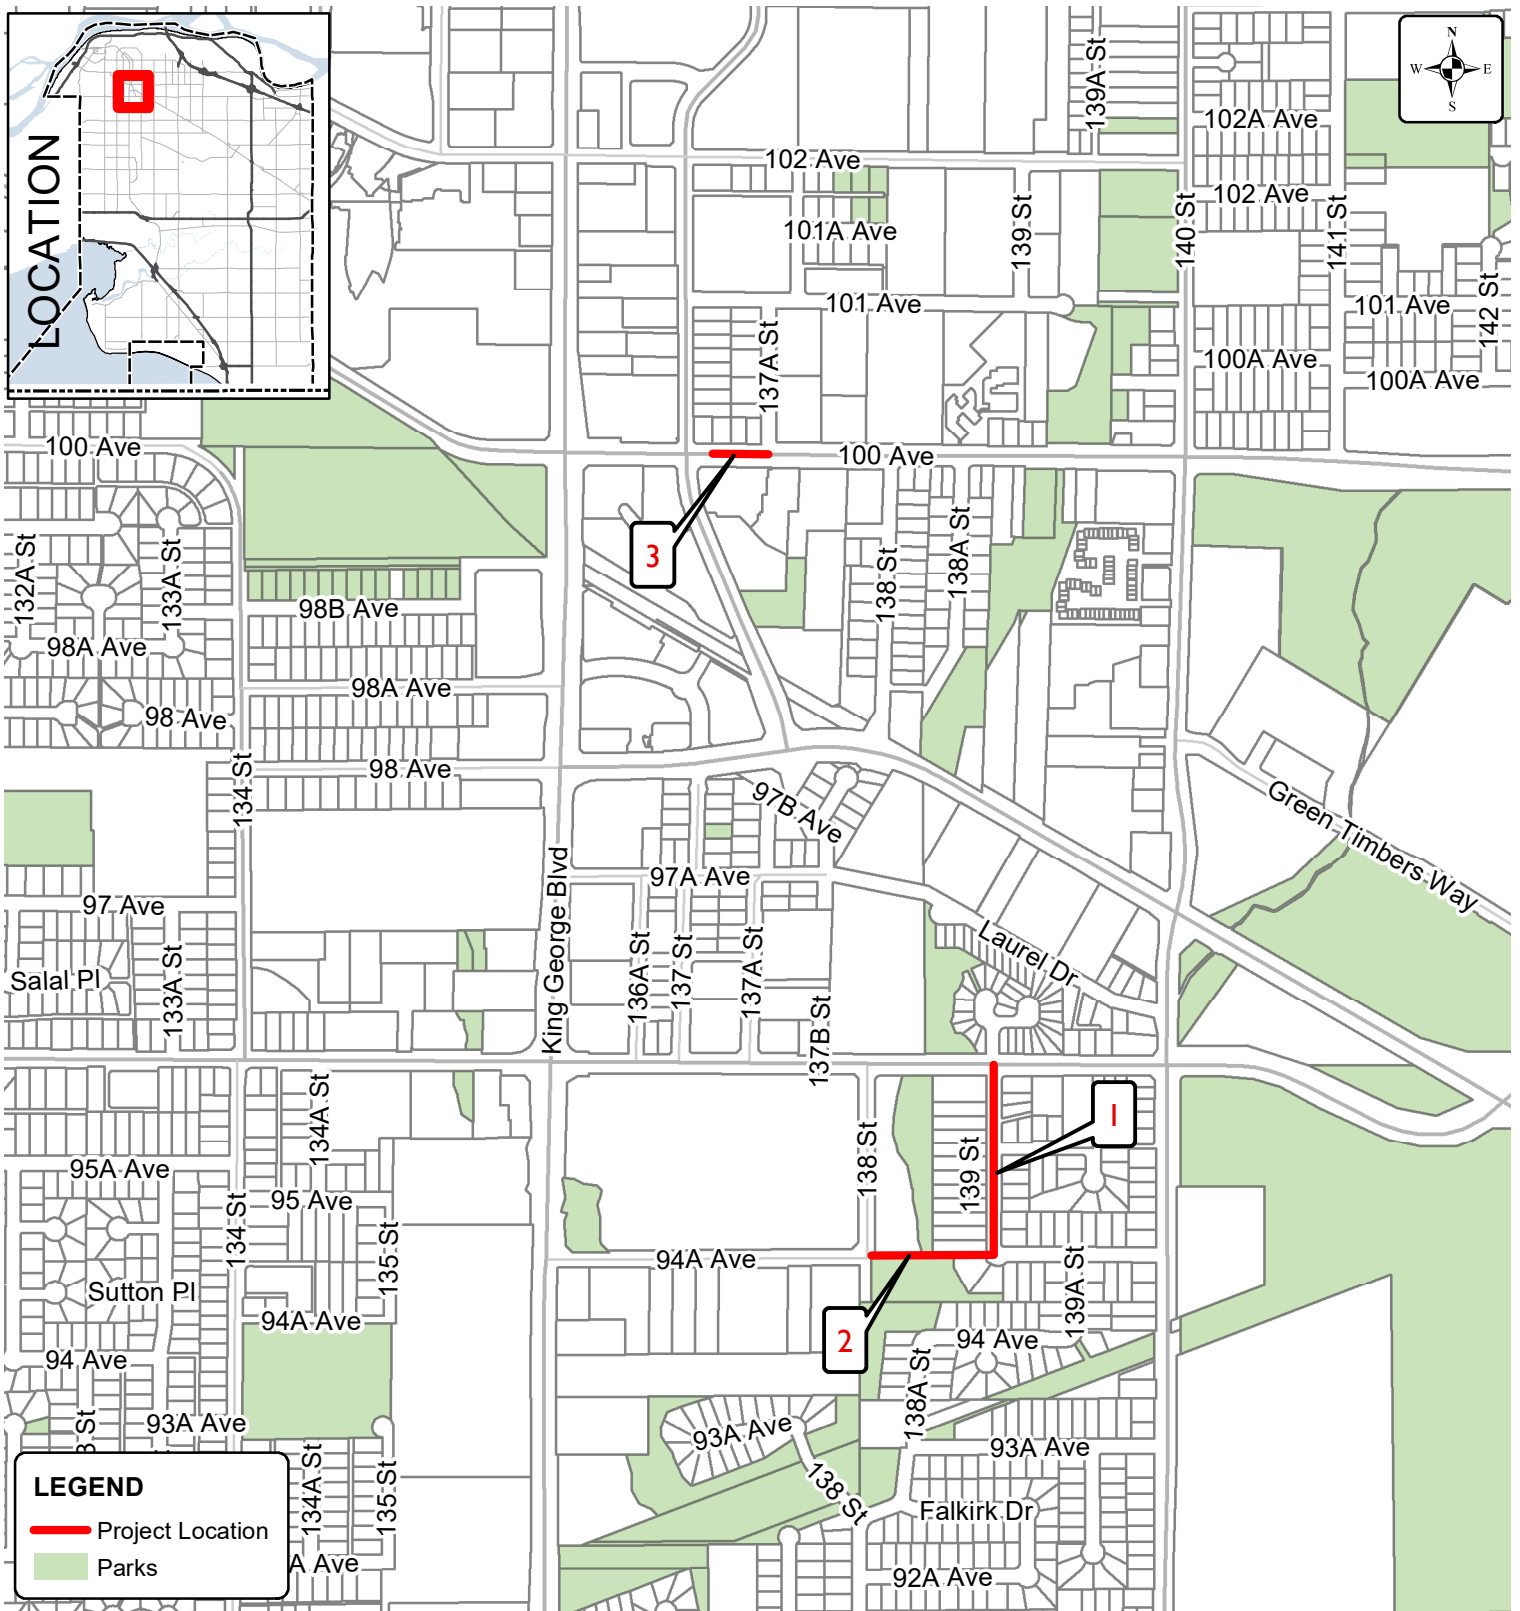 LOCATION
N
W
E
S
139A St
102A Ave
102 Ave
102 Ave
101A Ave
139 St
140 St
141 St
101 Ave
101 Ave
142 St
137A St
100A Ave
100A Ave
100 Ave
100 Ave
132A St
133A St
3
138 St
138A St
98B Ave
98A Ave
98A Ave
98 Ave
98 Ave
134 St
97B Ave
Green Timbers Way
King George Blvd
97A Ave
97 Ave
Salal Pl
133A St
136A St
137 St
137A St
137B St
Laurel Dr
134A St
138 St
139 St
1
95A Ave
95 Ave
134 St
135 St
94A Ave
139A St
Sutton Pl
94A Ave
2
94 Ave
94 Ave
138A St
93A Ave
93A Ave
93A Ave
134A St
135 St
138 St
Falkirk Dr
92A Ave
A Ave
LEGEND
Project Location
Parks